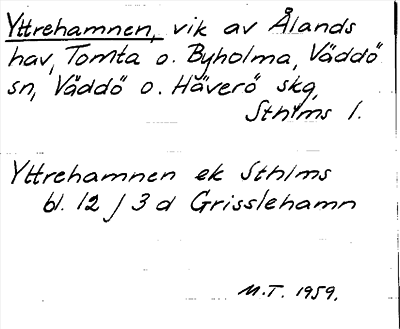 Yttrehamnen, vik av Ålands
hav, Tomta o. Byholma, Väddö
sn, Väddö o. Häverö skg,
Sthlms l.
Yttrehamnen ek Sthlms
bl. 12 J 3 d Grisslehamn
M.T. 1959.